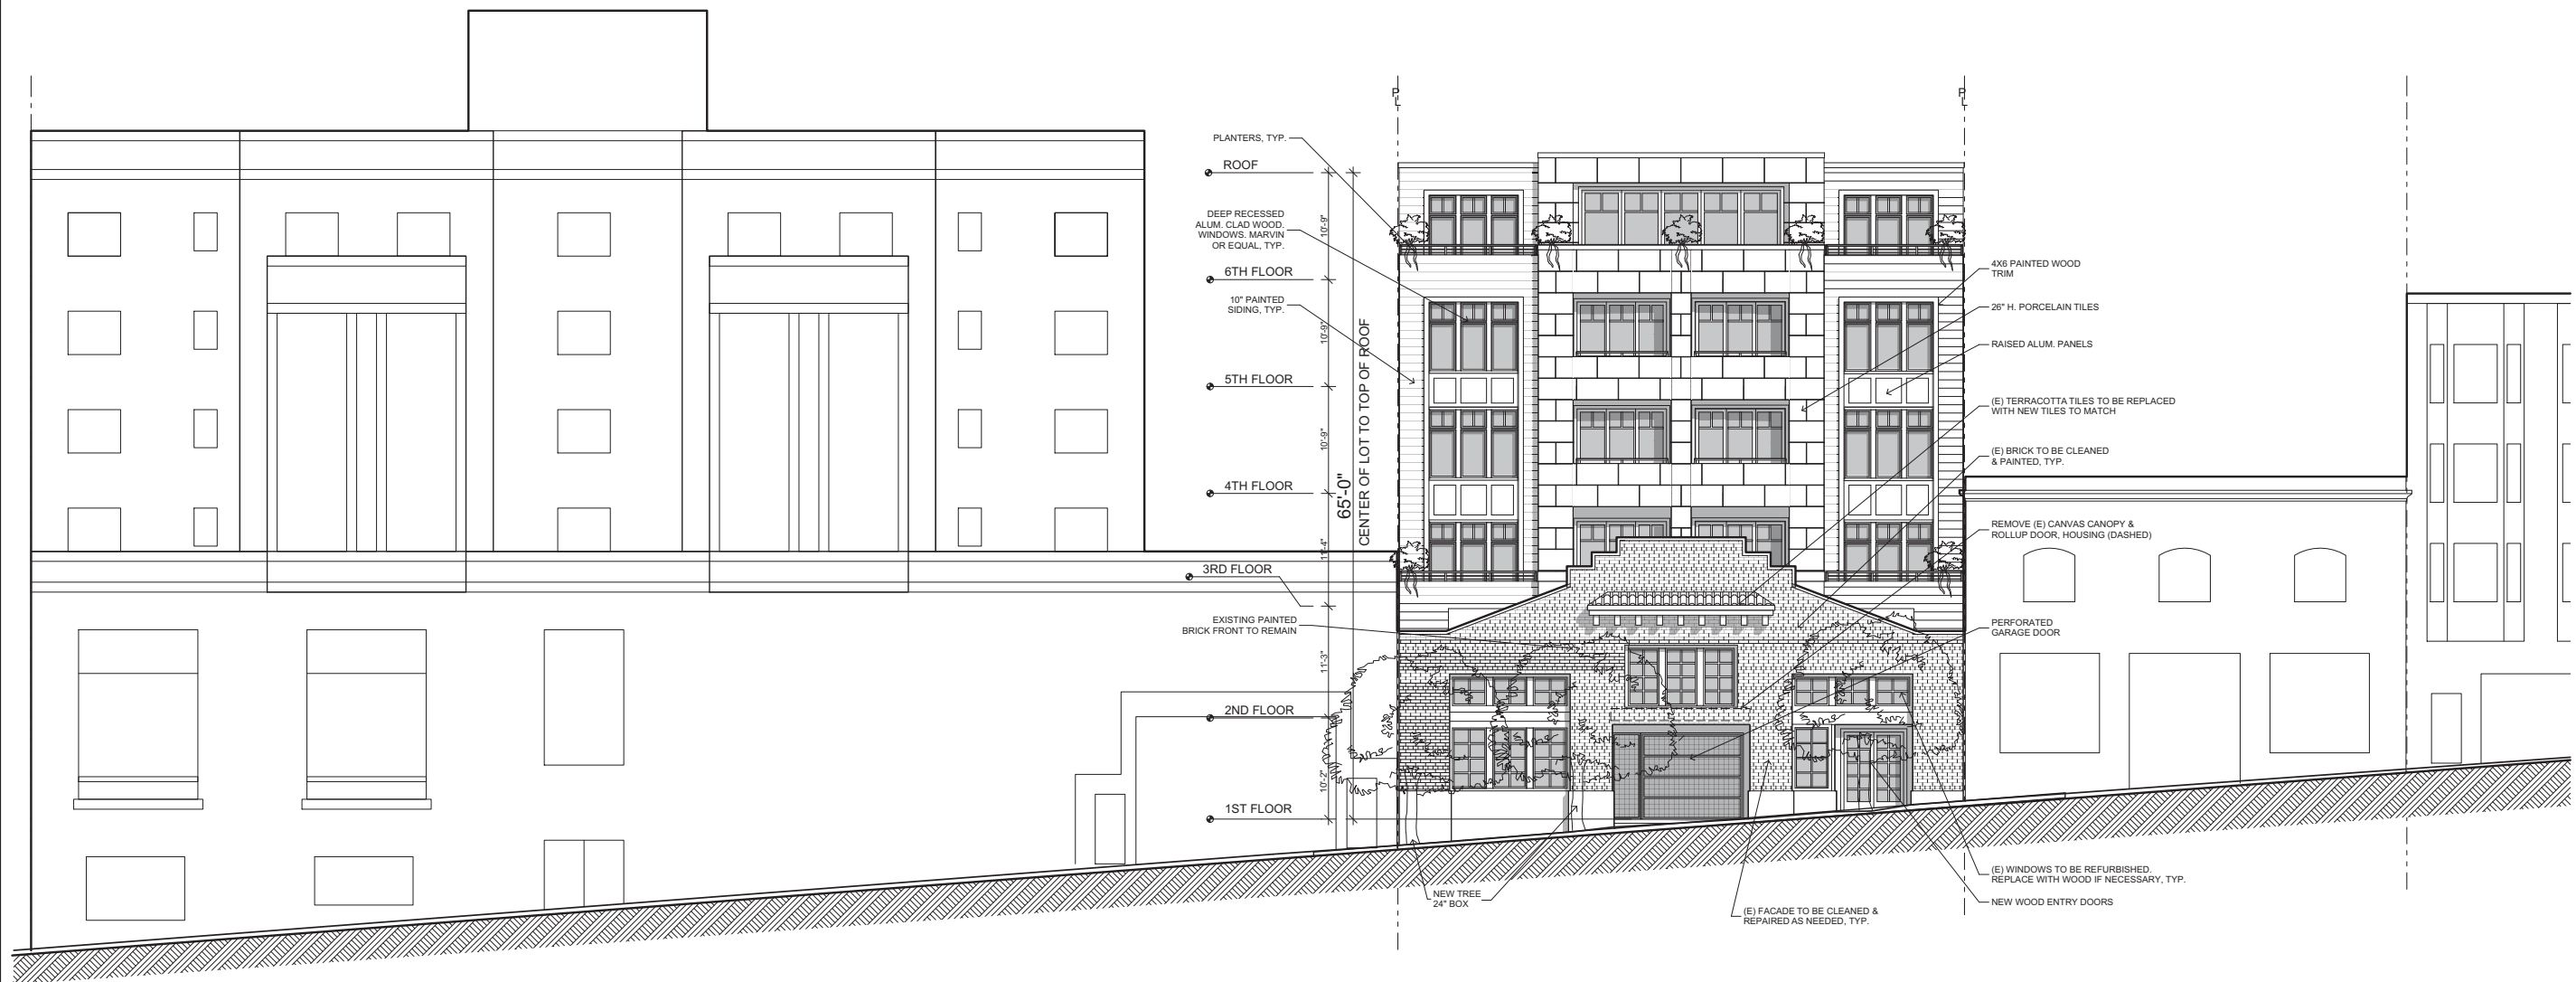 P
L
P
L
PLANTERS, TYP.
ROOF
DEEP RECESSED
ALUM. CLAD WOOD.
WINDOWS. MARVIN
OR EQUAL, TYP.
10'-9"
6TH FLOOR
10" PAINTED
SIDING, TYP.
10'-9"
5TH FLOOR
10'-9"
4TH FLOOR
65'-0"
CENTER OF LOT TO TOP OF ROOF
11'-4"
3RD FLOOR
EXISTING PAINTED
BRICK FRONT TO REMAIN
11'-3"
2ND FLOOR
10'-2"
1ST FLOOR
4X6 PAINTED WOOD
TRIM
26" H. PORCELAIN TILES
RAISED ALUM. PANELS
(E) TERRACOTTA TILES TO BE REPLACED
WITH NEW TILES TO MATCH
(E) BRICK TO BE CLEANED
& PAINTED, TYP.
REMOVE (E) CANVAS CANOPY &
ROLLUP DOOR, HOUSING (DASHED)
PERFORATED
GARAGE DOOR
(E) WINDOWS TO BE REFURBISHED.
REPLACE WITH WOOD IF NECESSARY, TYP.
NEW WOOD ENTRY DOORS
NEW TREE
24" BOX
(E) FACADE TO BE CLEANED &
REPAIRED AS NEEDED, TYP.